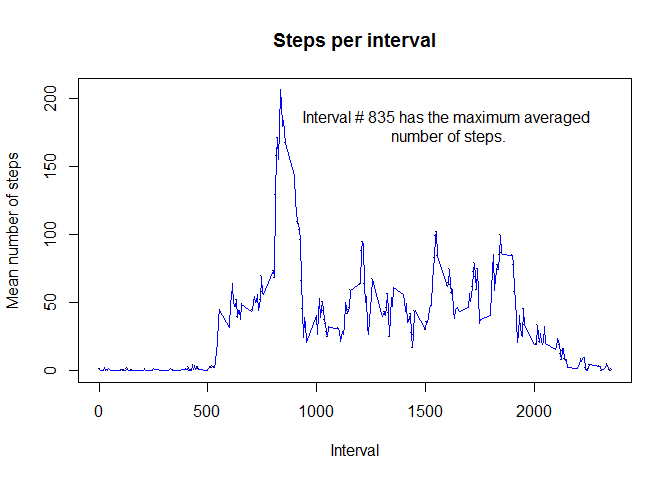 Steps per interval
Interval # 835 has the maximum averaged
number of steps.
Mean number of steps
200
150
100
50
0
0
500
1000
1500
2000
Interval